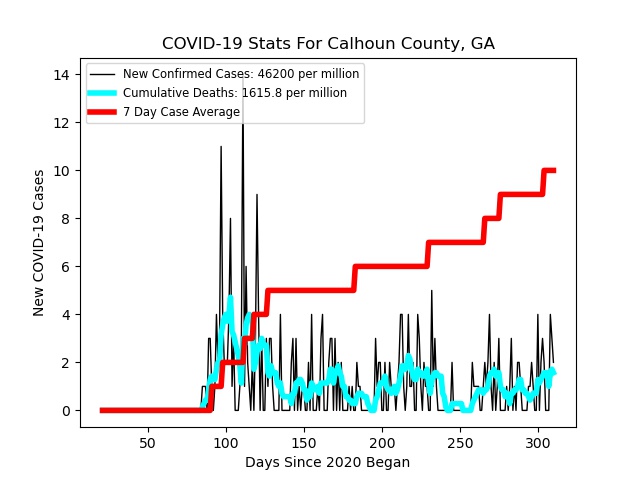 COVID-19 Stats For Calhoun County, GA
New Confirmed Cases: 46200 per million
Cumulative Deaths: 1615.8 per million
7 Day Case Average
New COVID-19 Cases
14
12
10
8
6
4
2
0
50 100 150 200 250 300
Days Since 2020 Began